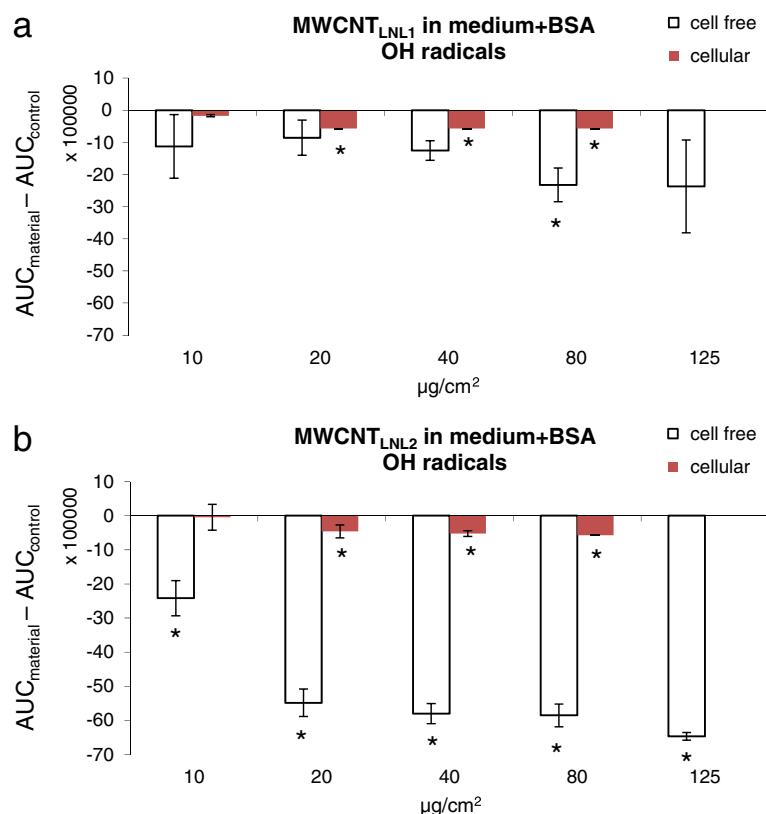 a
MWCNTLNL1 in medium+BSA
OH radicals
cell free
cellular
AUCmaterial – AUCcontrol
x 100000
10
0
-10
-20
-30
-40
-50
-60
-70
* * * *
10 20 40 80 125
µg/cm²
b
MWCNTLNL2 in medium+BSA
OH radicals
cell free
cellular
AUCmaterial – AUCcontrol
x 100000
10
0
-10
-20
-30
-40
-50
-60
-70
* * * * * * * *
10 20 40 80 125
µg/cm²